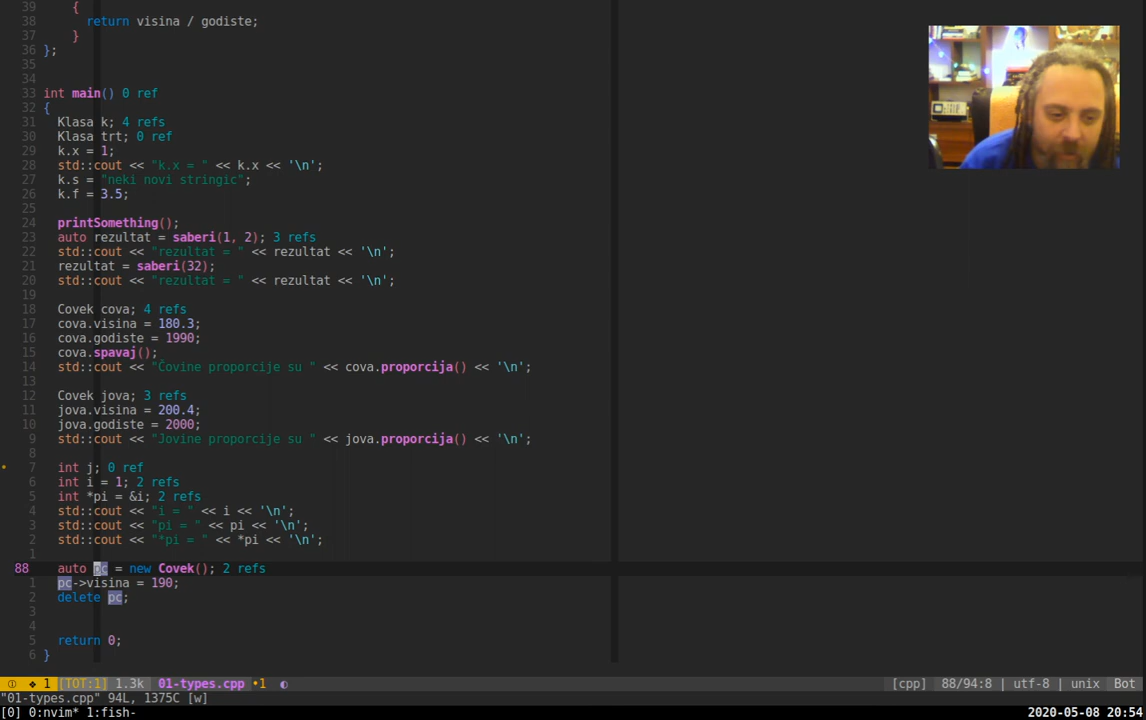 39     {
38       return visina / godiste;
37     }
36 };
35
34
33 int main() 0 ref
32 {
31   Klasa k; 4 refs
30   Klasa trt; 0 ref
29   k.x = 1;
28   std::cout << "k.x = " << k.x << '\n';
27   k.s = "neki novi stringic";
26   k.f = 3.5;
25
24   printSomething();
23   auto rezultat = saberi(1, 2); 3 refs
22   std::cout << "rezultat = " << rezultat << '\n';
21   rezultat = saberi(32);
20   std::cout << "rezultat = " << rezultat << '\n';
19
18   Covek cova; 4 refs
17   cova.visina = 180.3;
16   cova.godiste = 1990;
15   cova.spavaj();
14   std::cout << "Čovine proporcije su " << cova.proporcija() << '\n';
13
12   Covek jova; 3 refs
11   jova.visina = 200.4;
10   jova.godiste = 2000;
9   std::cout << "Jovine proporcije su " << jova.proporcija() << '\n';
8
7   int j; 0 ref
6   int i = 1; 2 refs
5   int *pi = &i; 2 refs
4   std::cout << "i = " << i << '\n';
3   std::cout << "pi = " << pi << '\n';
2   std::cout << "*pi = " << *pi << '\n';
1
88   auto pc = new Covek(); 2 refs
1   pc->visina = 190;
2   delete pc;
3
4
5   return 0;
6 }
① ❖ 1 [TOT:1] 1.3k 01-types.cpp •1 ◐ [cpp] 88/94:8 | utf-8 | unix Bot
"01-types.cpp" 94L, 1375C [w]
[0] 0:nvim* 1:fish- 2020-05-08 20:54